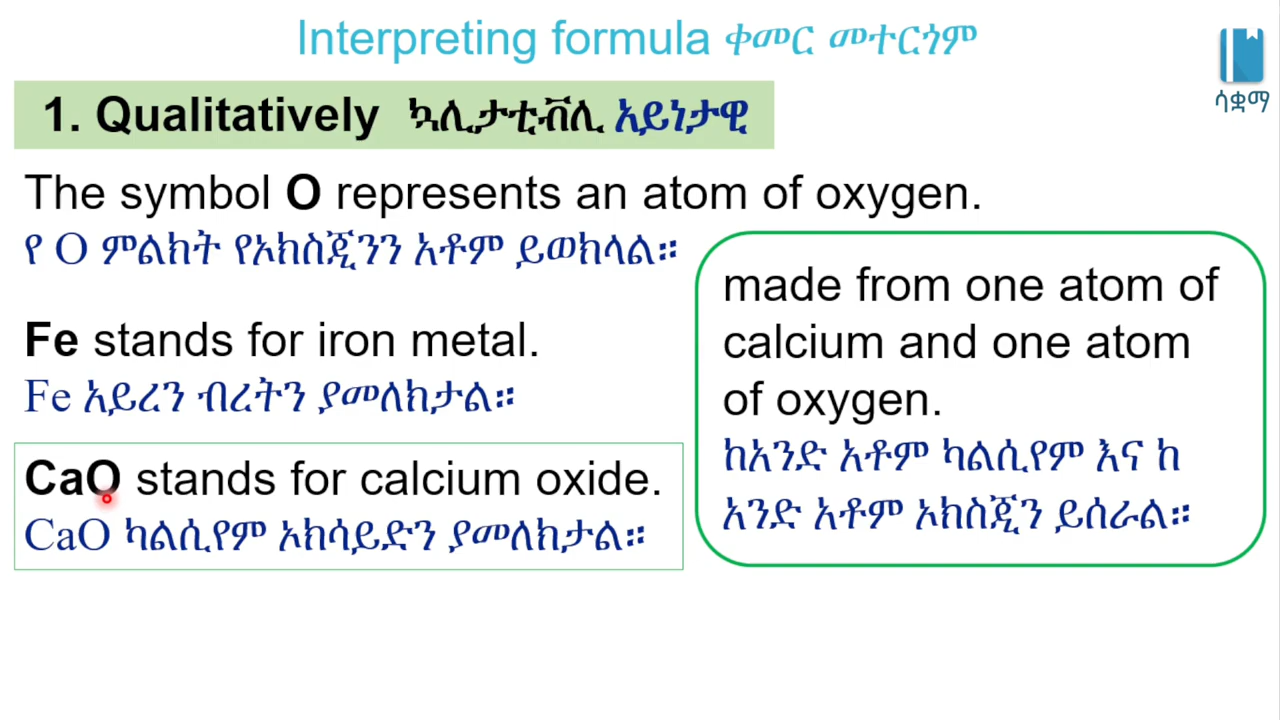 Interpreting formula ቀመር መተርጎም
ሳቋማ
1. Qualitatively ኳሊታቲቭሊ አይነታዊ
The symbol O represents an atom of oxygen.
የ O ምልክት የኦክስጂንን አቶም ይወክላል።
Fe stands for iron metal.
Fe አይረን ብረትን ያመለክታል።
CaO stands for calcium oxide.
CaO ካልሲየም ኦክሳይድን ያመለክታል።
made from one atom of
calcium and one atom
of oxygen.
ከአንድ አቶም ካልሲየም እና ከ
አንድ አቶም ኦክስጂን ይሰራል።